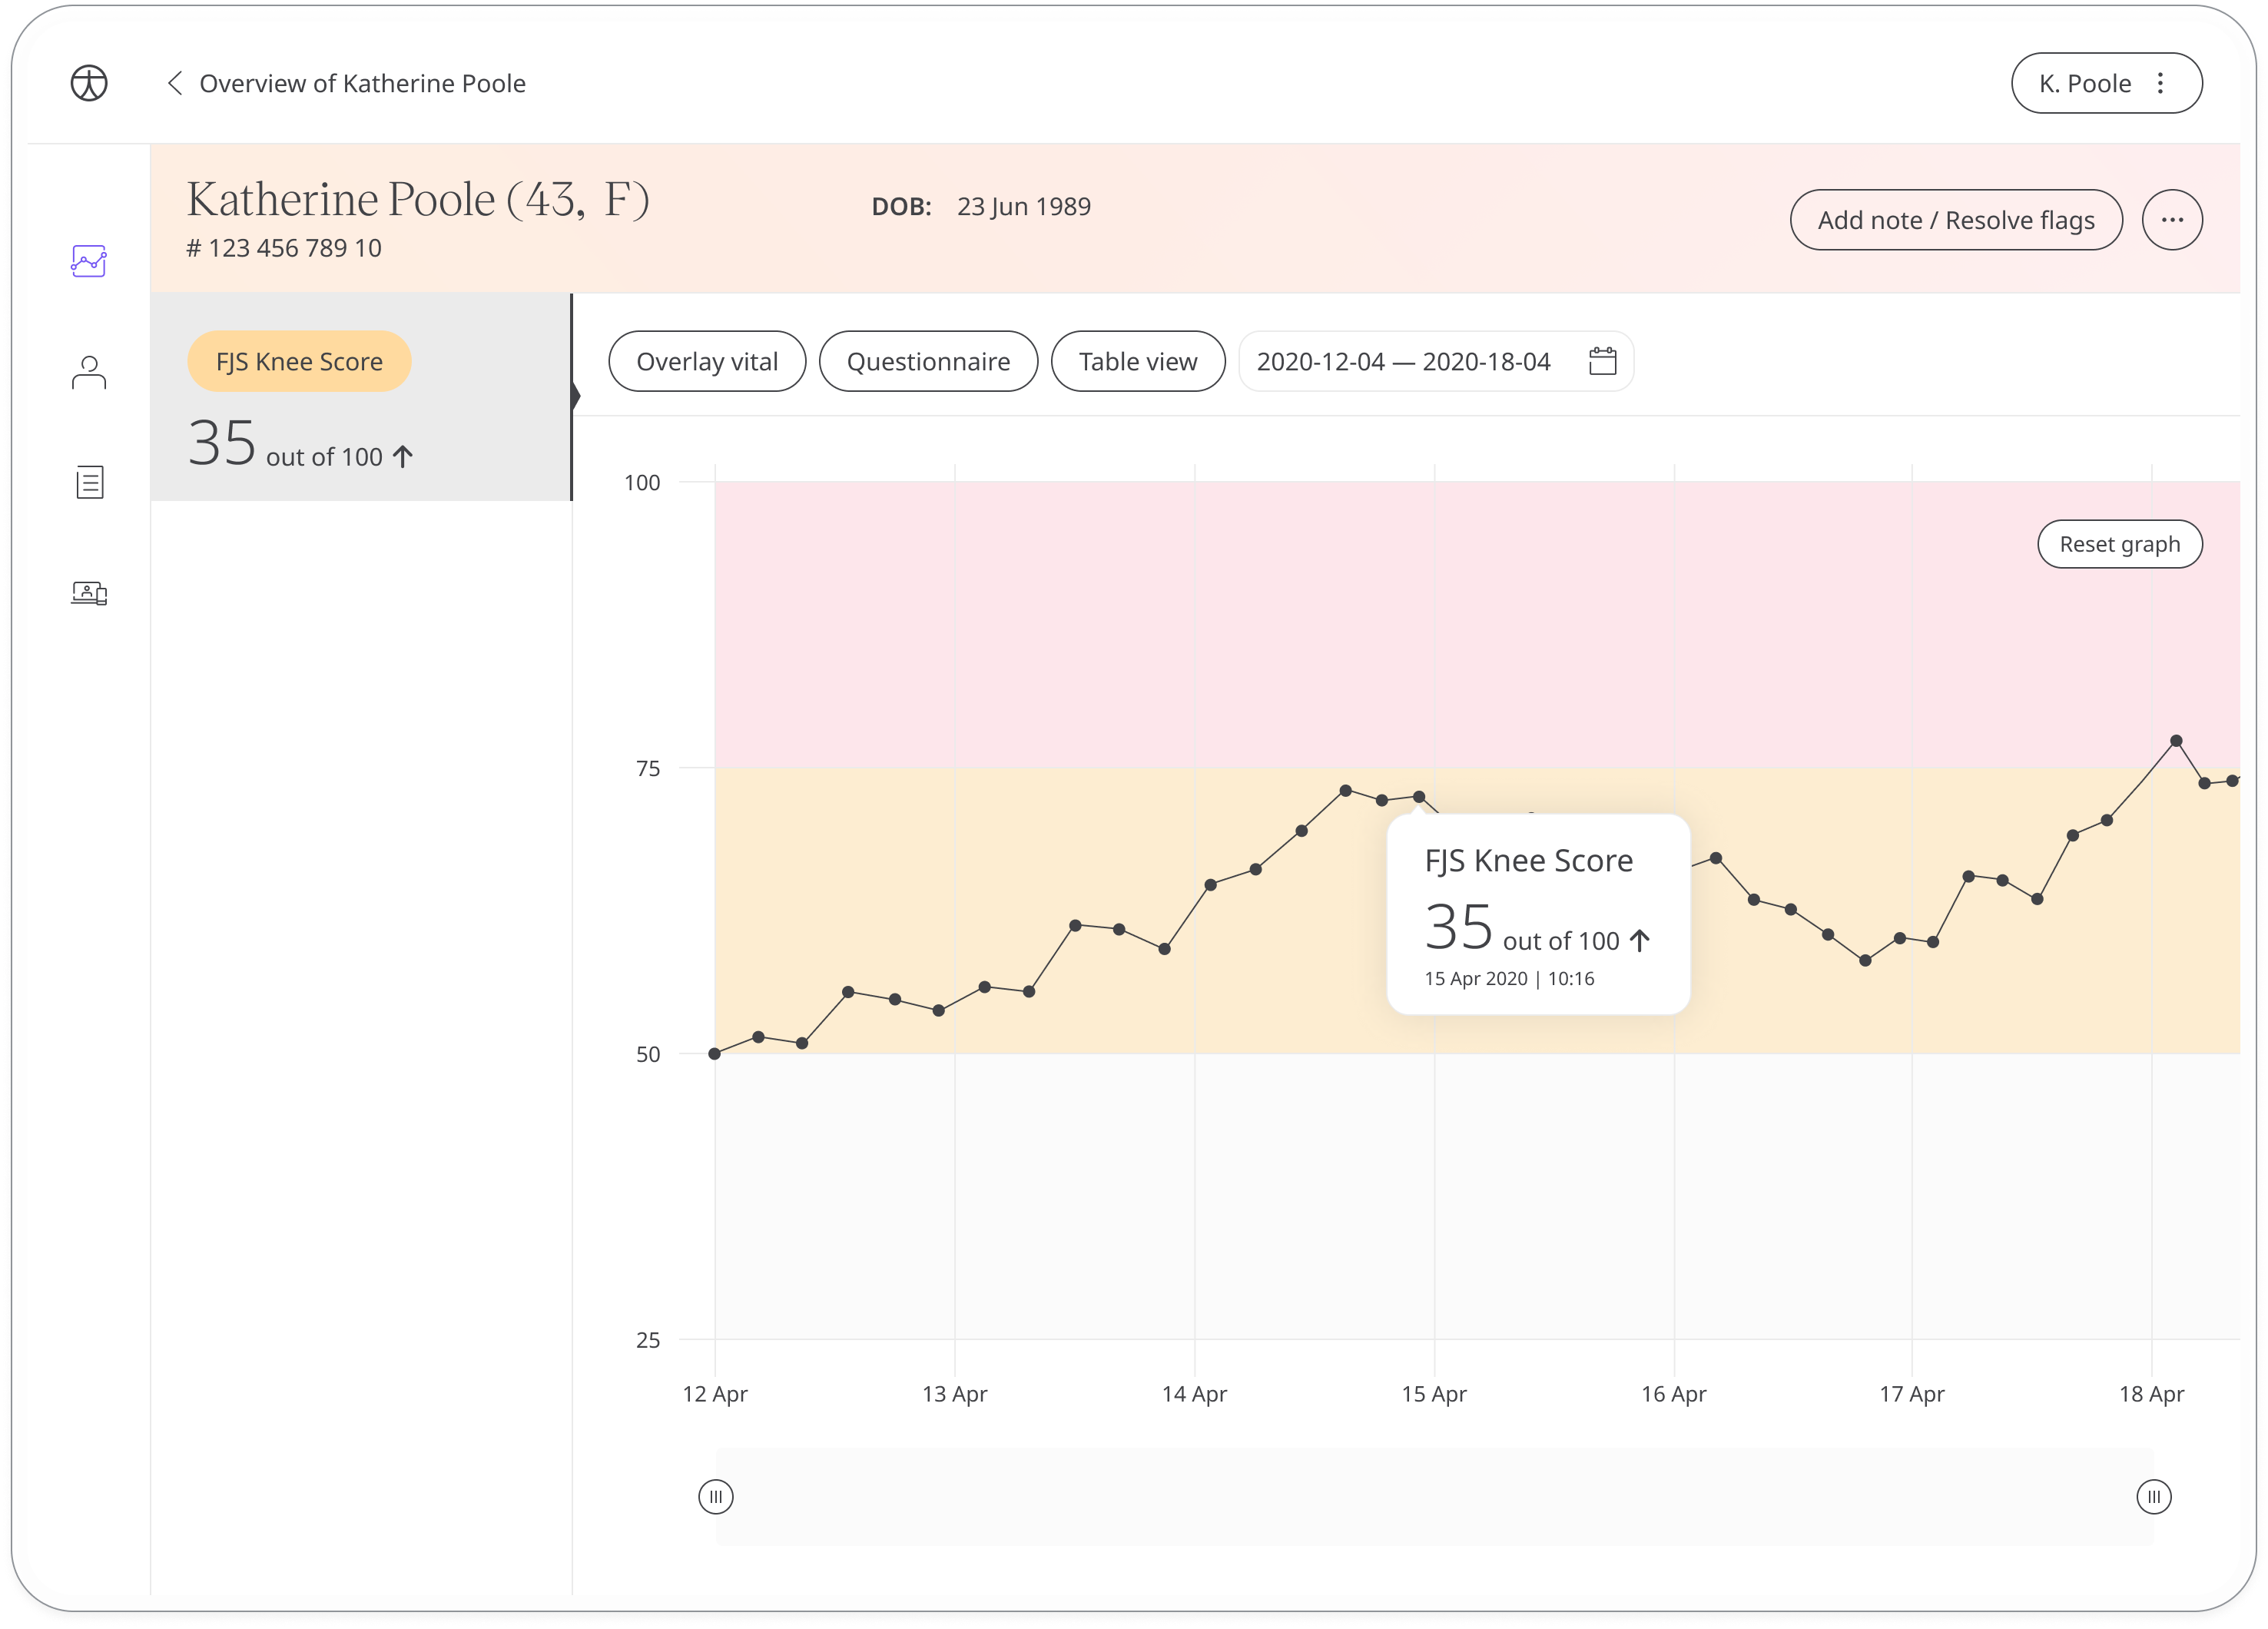 Overview of Katherine Poole
K. Poole
Katherine Poole (43, F)
# 123 456 789 10
DOB: 23 Jun 1989
Add note / Resolve flags
FJS Knee Score
35 out of 100
Overlay vital
Questionnaire
Table view
2020-12-04 — 2020-18-04
100
Reset graph
75
FJS Knee Score
35 out of 100
15 Apr 2020 | 10:16
50
25
12 Apr
13 Apr
14 Apr
15 Apr
16 Apr
17 Apr
18 Apr